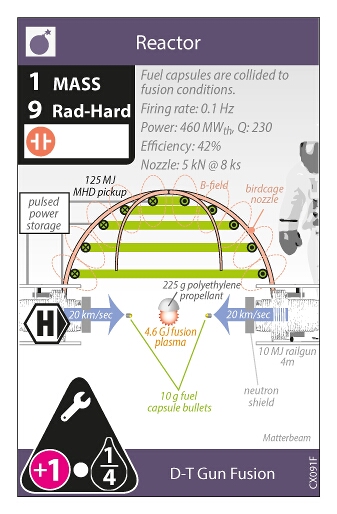 Reactor
1 MASS
9 Rad-Hard
Fuel capsules are collided to
fusion conditions.
Firing rate: 0.1 Hz
Power: 460 MWth, Q: 230
Efficiency: 42%
Nozzle: 5 kN @ 8 ks
125 MJ
MHD pickup
B-field
birdcage
nozzle
pulsed
power
storage
225 g polyethylene
propellant
H
20 km/sec
20 km/sec
4.6 GJ fusion
plasma
10 MJ railgun
4m
10 g fuel
capsule bullets
neutron
shield
Matterbeam
+1
1
4
D-T Gun Fusion
CX091F